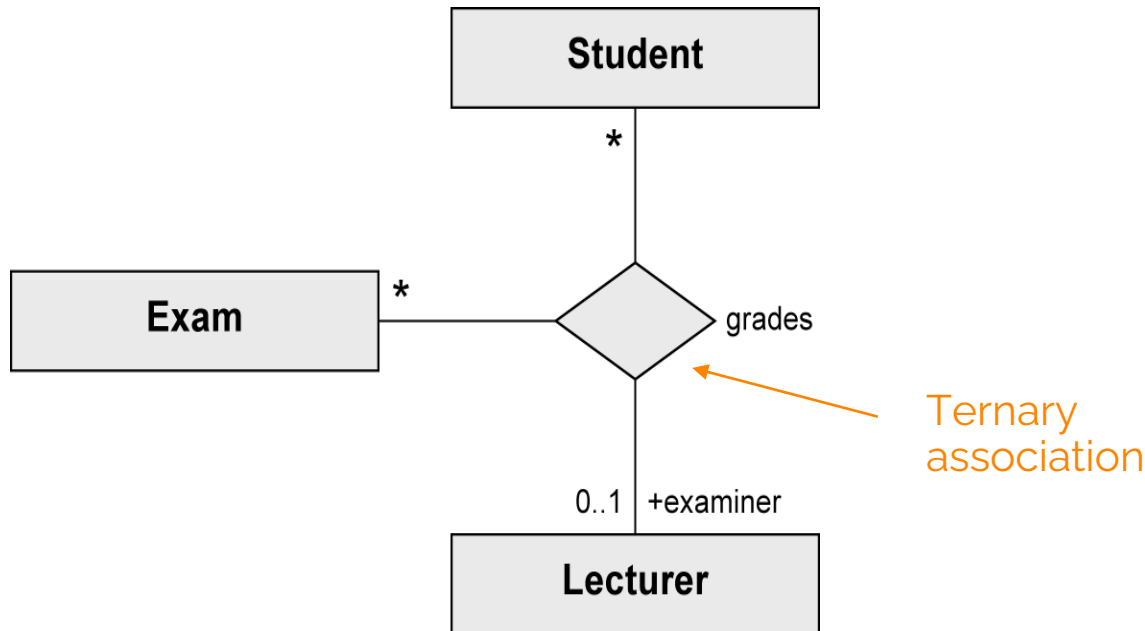 Student
*
Exam
*
grades
Ternary
association
0..1 +examiner
Lecturer